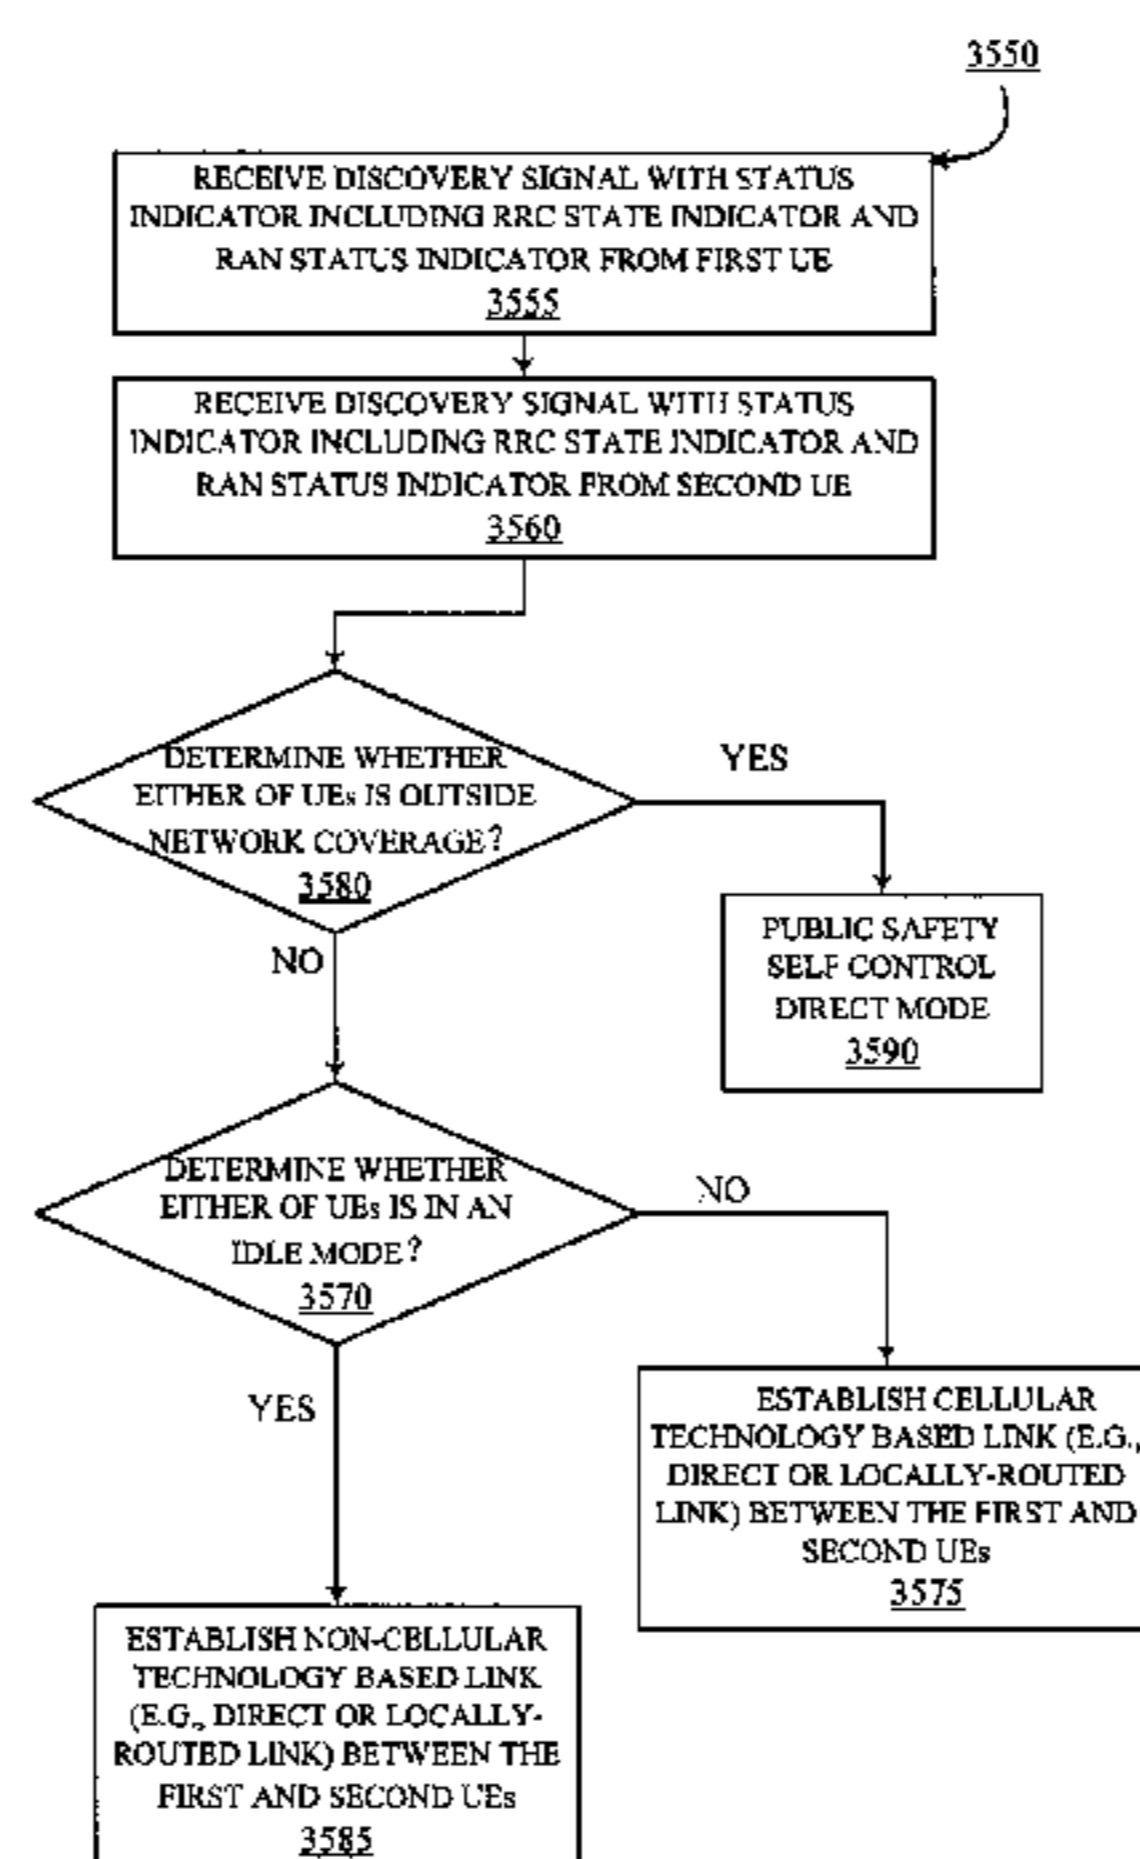 3550
RECEIVE DISCOVERY SIGNAL WITH STATUS
INDICATOR INCLUDING RRC STATE INDICATOR AND
RAN STATUS INDICATOR FROM FIRST UE
3555
RECEIVE DISCOVERY SIGNAL WITH STATUS
INDICATOR INCLUDING RRC STATE INDICATOR AND
RAN STATUS INDICATOR FROM SECOND UE
3560
DETERMINE WHETHER
EITHER OF UEs IS OUTSIDE
NETWORK COVERAGE?
3580
YES
NO
PUBLIC SAFETY
SELF CONTROL
DIRECT MODE
3590
DETERMINE WHETHER
EITHER OF UEs IS IN AN
IDLE MODE?
3570
NO
YES
ESTABLISH CELLULAR
TECHNOLOGY BASED LINK (E.G.,
DIRECT OR LOCALLY-ROUTED
LINK) BETWEEN THE FIRST AND
SECOND UEs
3575
ESTABLISH NON-CELLULAR
TECHNOLOGY BASED LINK
(E.G., DIRECT OR LOCALLY-
ROUTED LINK) BETWEEN THE
FIRST AND SECOND UEs
3585